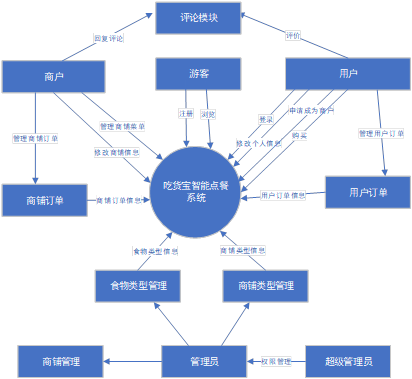 评论模块
回复评论
评价
商户
游客
用户
注册
浏览
登录
申请成为商户
管理商铺菜单
管理商铺订单
修改商铺信息
修改个人信息
购买
管理用户订单
吃货宝智能点餐
系统
商铺订单
商铺订单信息
用户订单信息
用户订单
食物类型信息
商铺类型信息
食物类型管理
商铺类型管理
商铺管理
管理员
权限管理
超级管理员